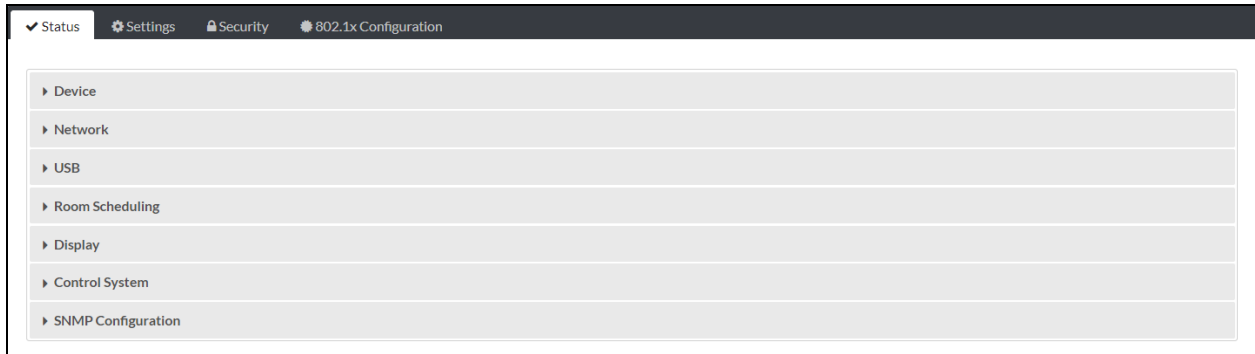 Status Settings Security 802.1x Configuration
Device
Network
USB
Room Scheduling
Display
Control System
SNMP Configuration